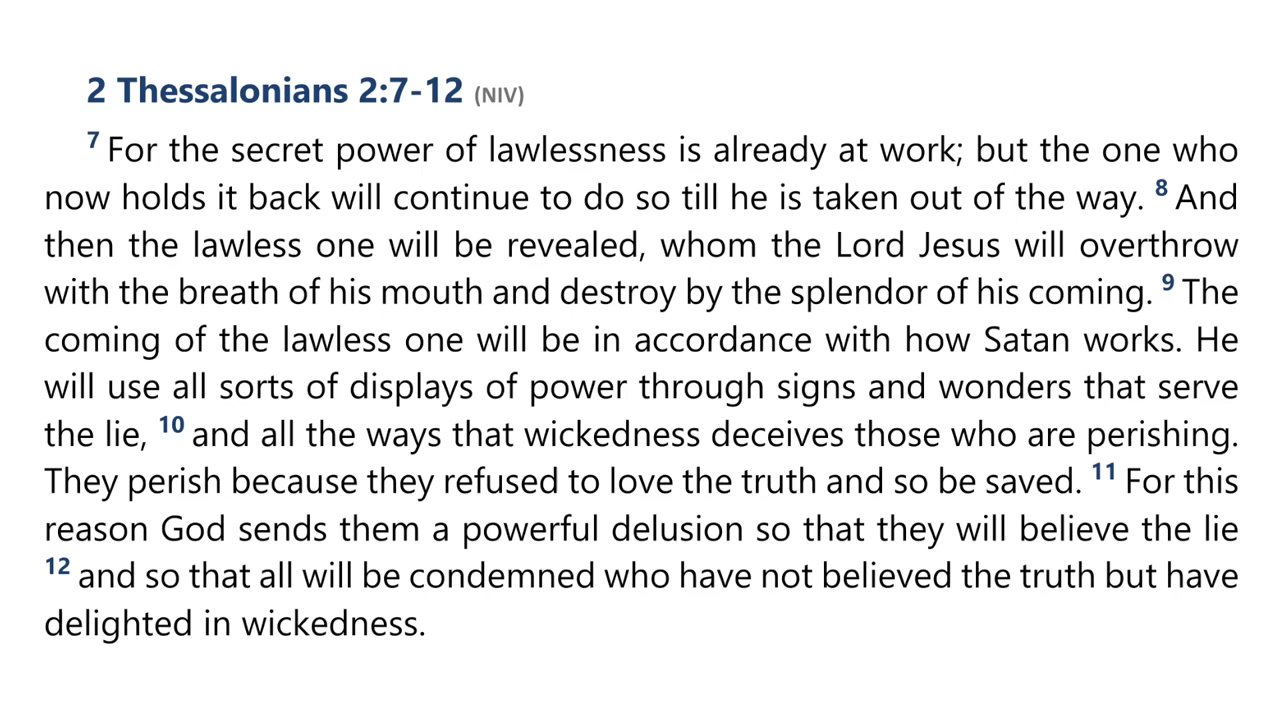 2 Thessalonians 2:7-12 (NIV)
7 For the secret power of lawlessness is already at work; but the one who
now holds it back will continue to do so till he is taken out of the way. 8 And
then the lawless one will be revealed, whom the Lord Jesus will overthrow
with the breath of his mouth and destroy by the splendor of his coming. 9 The
coming of the lawless one will be in accordance with how Satan works. He
will use all sorts of displays of power through signs and wonders that serve
the lie, 10 and all the ways that wickedness deceives those who are perishing.
They perish because they refused to love the truth and so be saved. 11 For this
reason God sends them a powerful delusion so that they will believe the lie
12 and so that all will be condemned who have not believed the truth but have
delighted in wickedness.